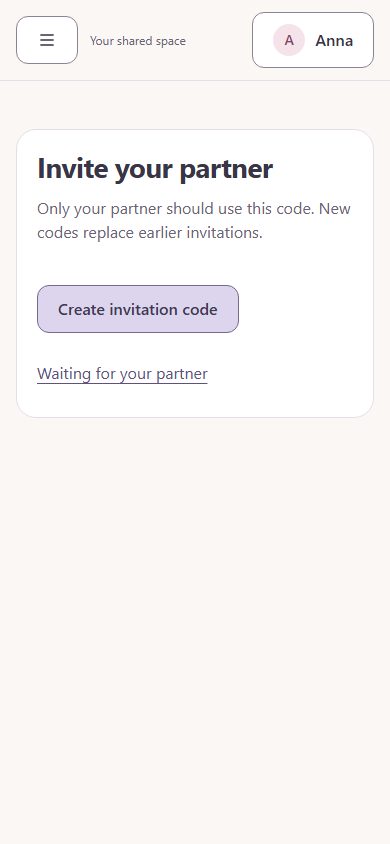 Your shared space
A
Anna
Invite your partner
Only your partner should use this code. New
codes replace earlier invitations.
Create invitation code
Waiting for your partner